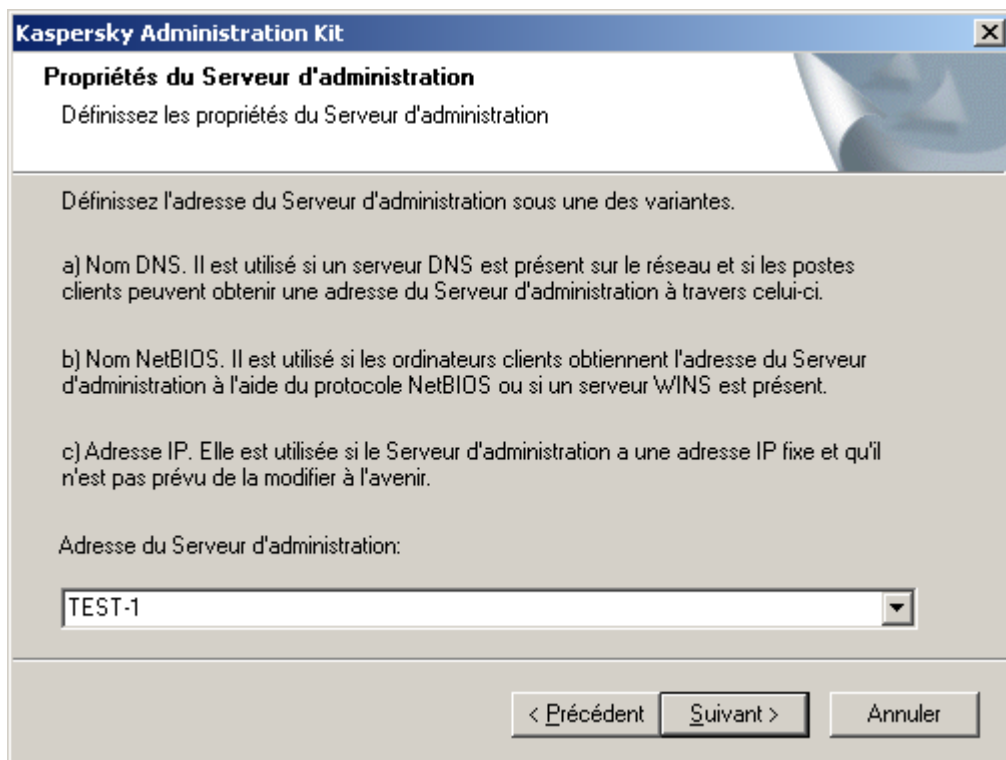 Kaspersky Administration Kit
Propriétés du Serveur d'administration
Définissez les propriétés du Serveur d'administration
Définissez l'adresse du Serveur d'administration sous une des variantes.
a) Nom DNS. Il est utilisé si un serveur DNS est présent sur le réseau et si les postes
clients peuvent obtenir une adresse du Serveur d'administration à travers celui-ci.
b) Nom NetBIOS. Il est utilisé si les ordinateurs clients obtiennent l'adresse du Serveur
d'administration à l'aide du protocole NetBIOS ou si un serveur WINS est présent.
c) Adresse IP. Elle est utilisée si le Serveur d'administration a une adresse IP fixe et qu'il
n'est pas prévu de la modifier à l'avenir.
Adresse du Serveur d'administration:
TEST-1
< Précédent
Suivant >
Annuler